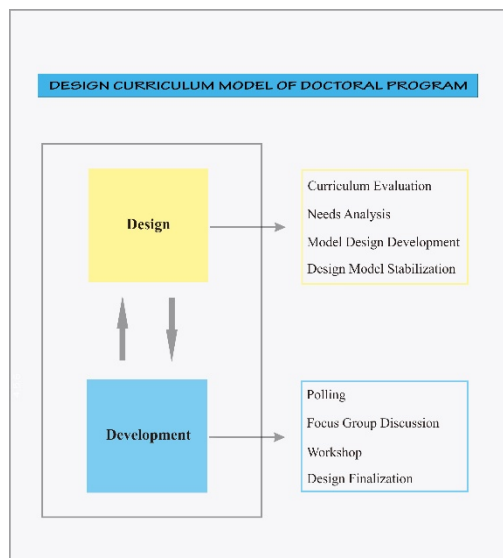 DESIGN CURRICULUM MODEL OF DOCTORAL PROGRAM
Design
Curriculum Evaluation
Needs Analysis
Model Design Development
Design Model Stabilization
Development
Polling
Focus Group Discussion
Workshop
Design Finalization